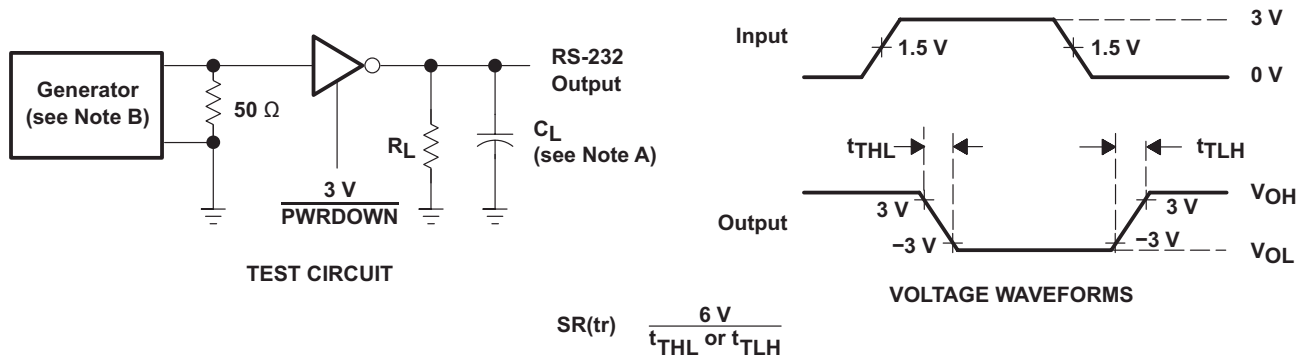 Generator
(see Note B)
50 Ω
3 V
PWRDOWN
RL
CL
(see Note A)
RS-232
Output
TEST CIRCUIT
Input
1.5 V
1.5 V
3 V
0 V
tTHL
tTLH
Output
3 V
−3 V
3 V
−3 V
VOH
VOL
VOLTAGE WAVEFORMS
SR(tr)
6 V
tTHL or tTLH